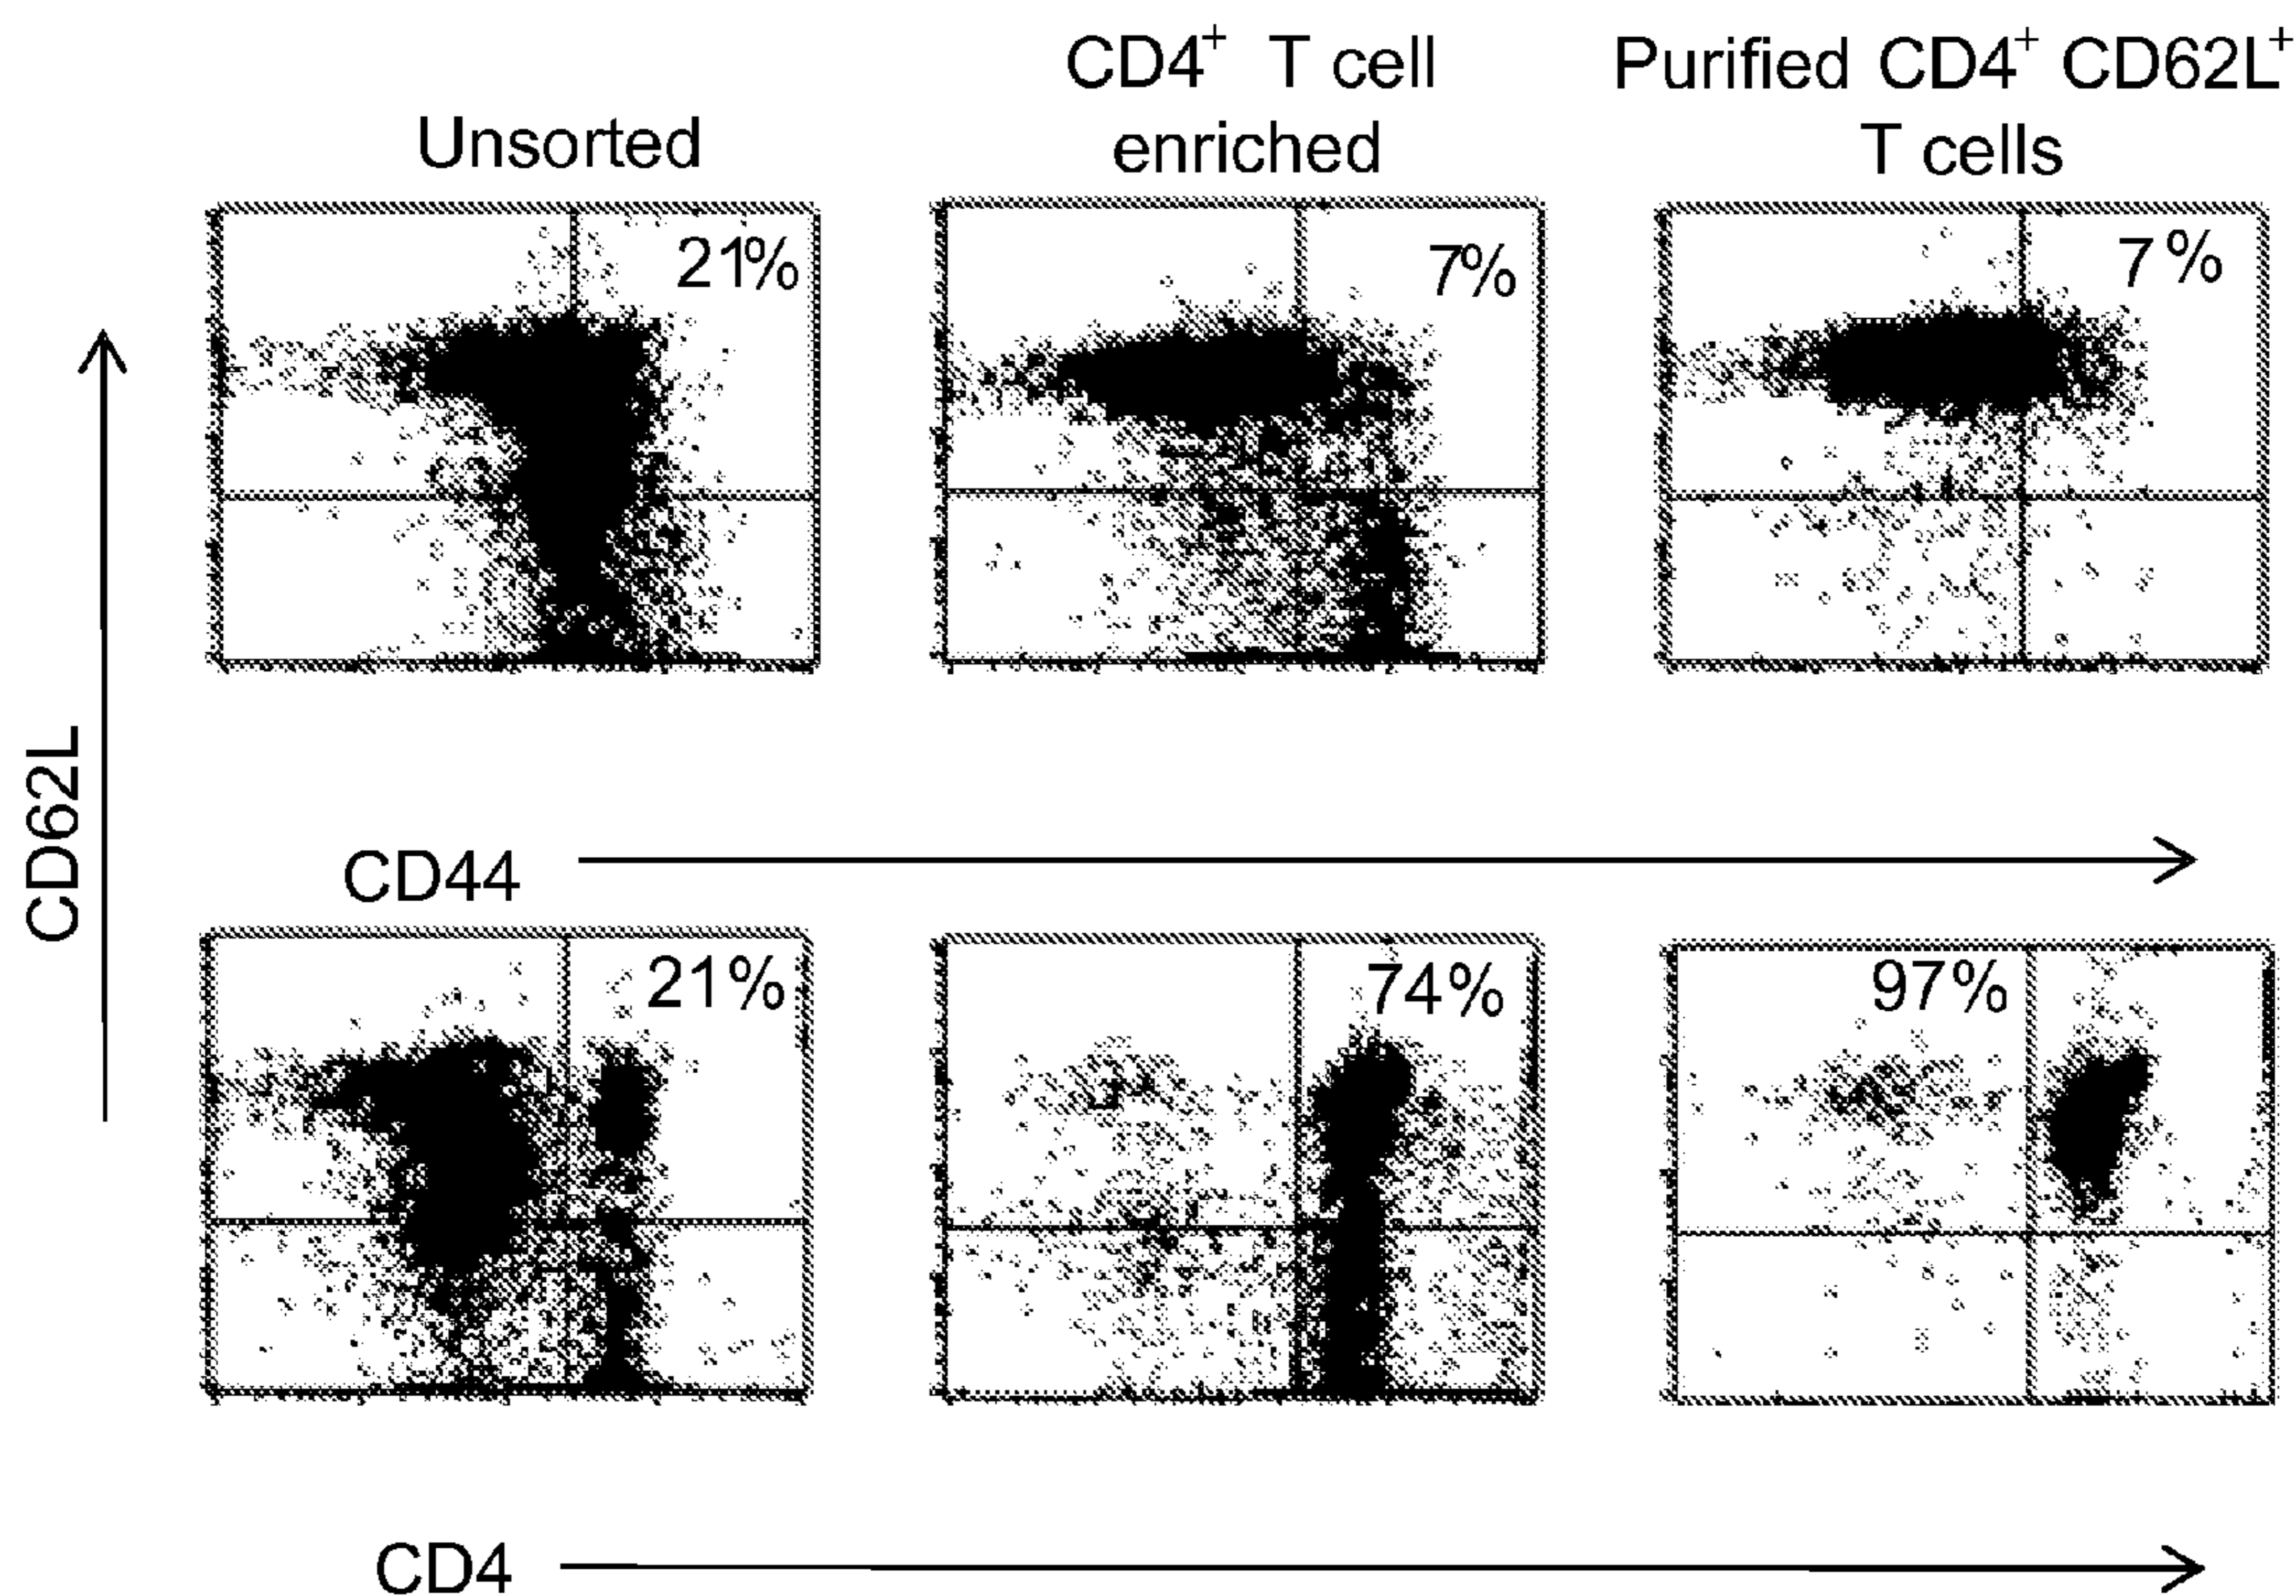 Unsorted
CD4⁺ T cell
enriched
Purified CD4⁺ CD62L⁺
T cells
21%
7%
7%
CD62L
CD44
21%
74%
97%
CD4